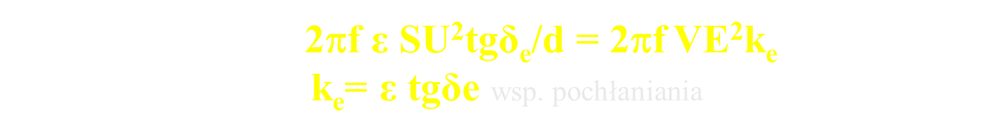 2πf ε SU²tgδₑ/d = 2πf VE²kₑ
kₑ= ε tgδe wsp. pochłaniania